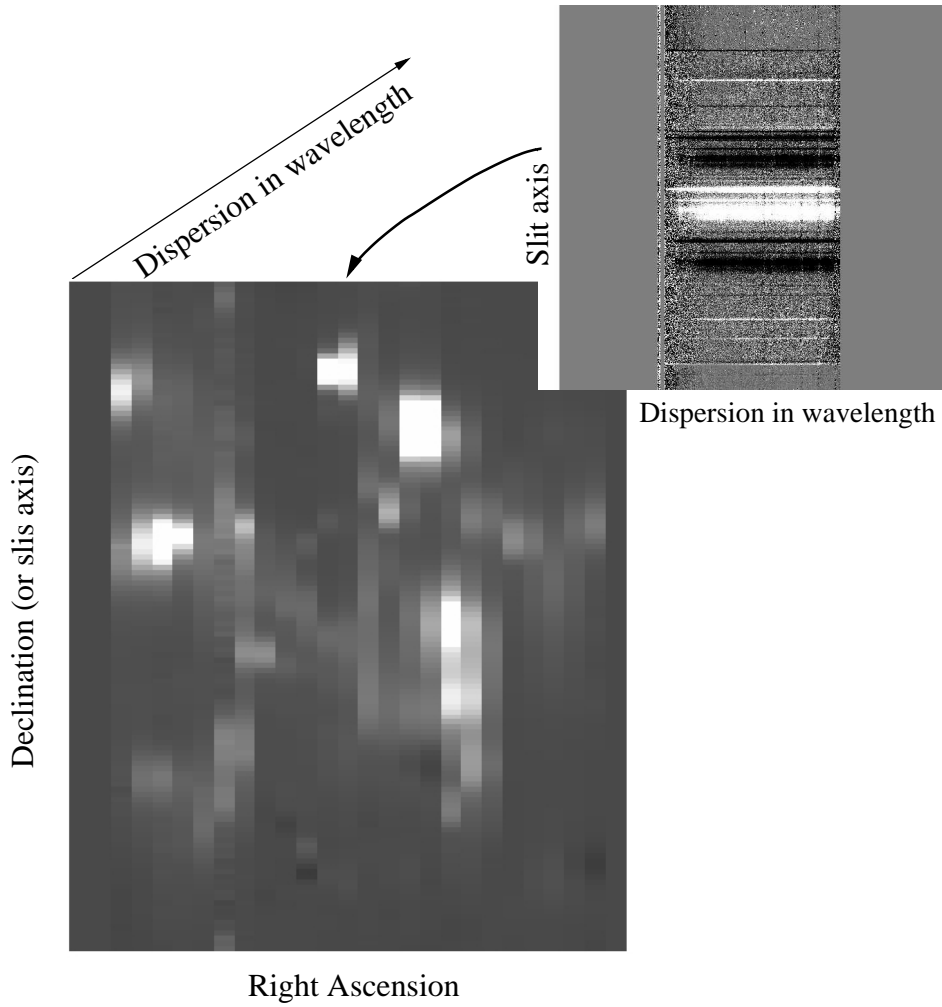 Dispersion in wavelength
Slit axis
Dispersion in wavelength
Declination (or slis axis)
Right Ascension